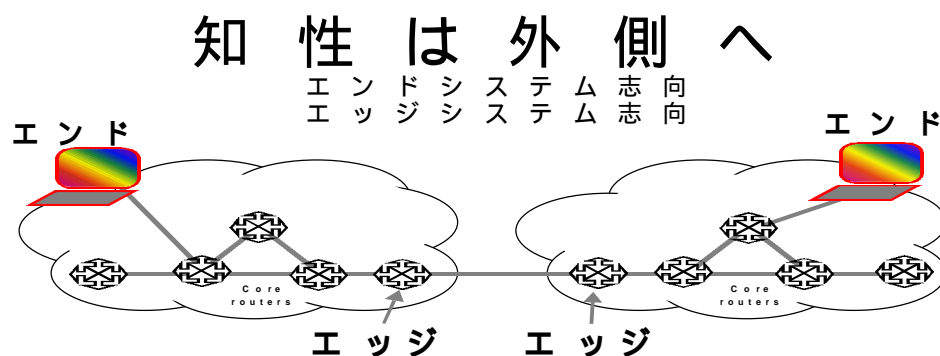 知性は外側へ
エンドシステム志向
エッジシステム志向
エンド
エンド
Core
routers
Core
routers
エッジ
エッジ